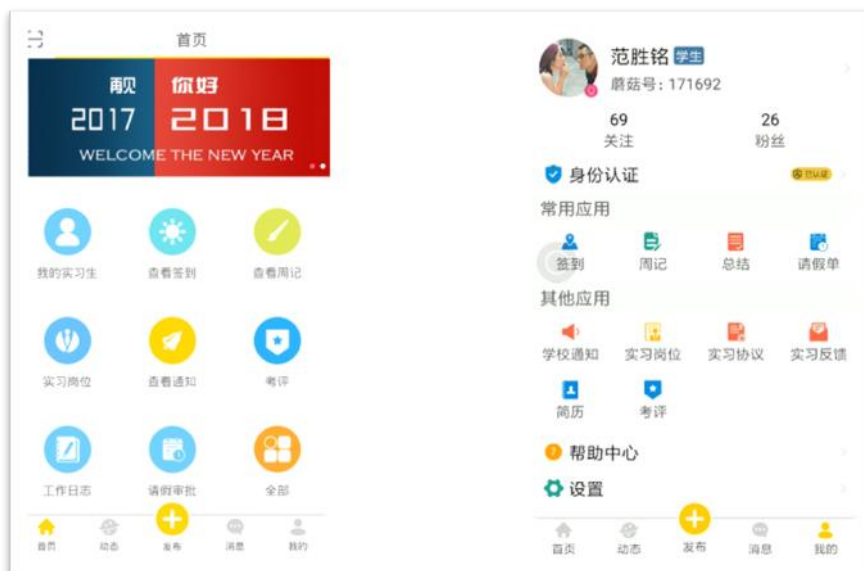 首页
再见 你好
2017 2018
WELCOME THE NEW YEAR
我的实习生 查看签到 查看周记
实习岗位 查看通知 考评
工作日志 请假审批 全部
首页 动态 发布 消息 我的
范胜铭 学生
蘑菇号：171692
69 26
关注 粉丝
身份认证 已认证
常用应用
签到 周记 总结 请假单
其他应用
学校通知 实习岗位 实习协议 实习反馈
简历 考评
帮助中心
设置
首页 动态 发布 消息 我的